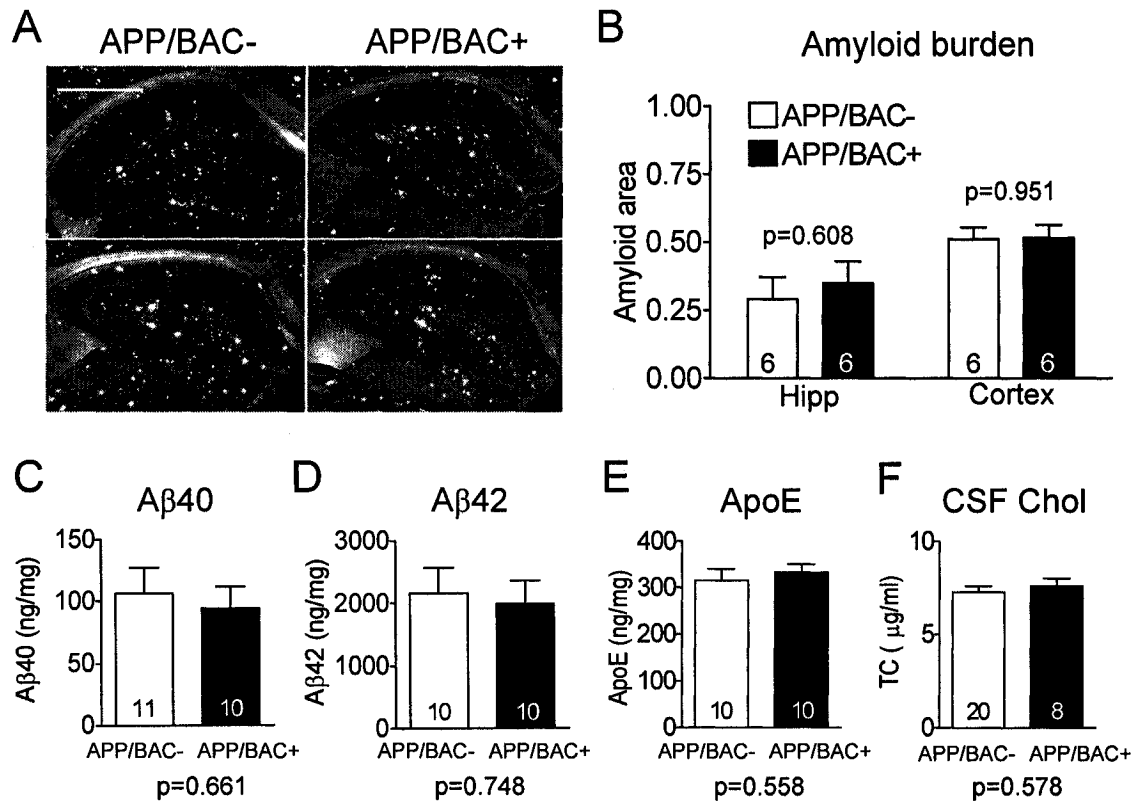 A
APP/BAC-
APP/BAC+
B
Amyloid burden
1.00
0.75
0.50
0.25
0.00
Amyloid area
APP/BAC-
APP/BAC+
p=0.608
p=0.951
6
6
6
6
Hipp
Cortex
C
Aβ40
150
100
50
0
Aβ40 (ng/mg)
11
10
APP/BAC-
APP/BAC+
p=0.661
D
Aβ42
3000
2000
1000
0
Aβ42 (ng/mg)
10
10
APP/BAC-
APP/BAC+
p=0.748
E
ApoE
400
300
200
100
0
ApoE (ng/mg)
10
10
APP/BAC-
APP/BAC+
p=0.558
F
CSF Chol
10
5
0
TC ( μg/ml)
20
8
APP/BAC-
APP/BAC+
p=0.578